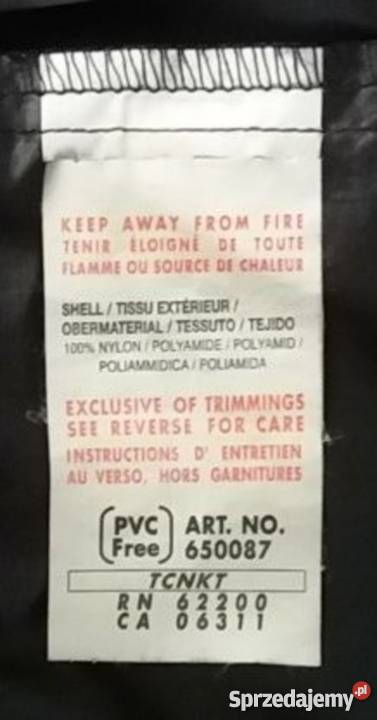 KEEP AWAY FROM FIRE
TENIR ÉLOIGNÉ DE TOUTE
FLAMME OU SOURCE DE CHALEUR
SHELL / TISSU EXTÉRIEUR /
OBERMATERIAL / TESSUTO / TEJIDO
100% NYLON / POLYAMIDE / POLYAMID /
POLIAMMIDICA / POLIAMIDA
EXCLUSIVE OF TRIMMINGS
SEE REVERSE FOR CARE
INSTRUCTIONS D' ENTRETIEN
AU VERSO, HORS GARNITURES
PVC ART. NO.
Free 650087
TCNKT
RN 62200
CA 06311
Sprzedajemy.pl